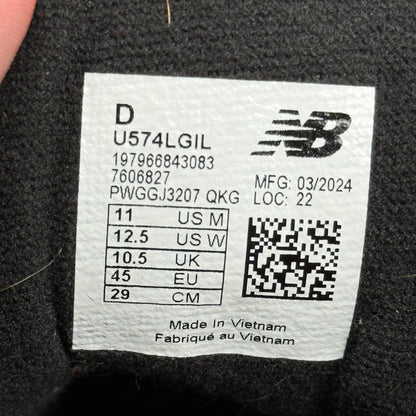 D
NB
U574LGIL
197966843083
7606827
PWGGJ3207 QKG
MFG: 03/2024
LOC: 22
11 US M
12.5 US W
10.5 UK
45 EU
29 CM
Made In Vietnam
Fabriqué au Vietnam